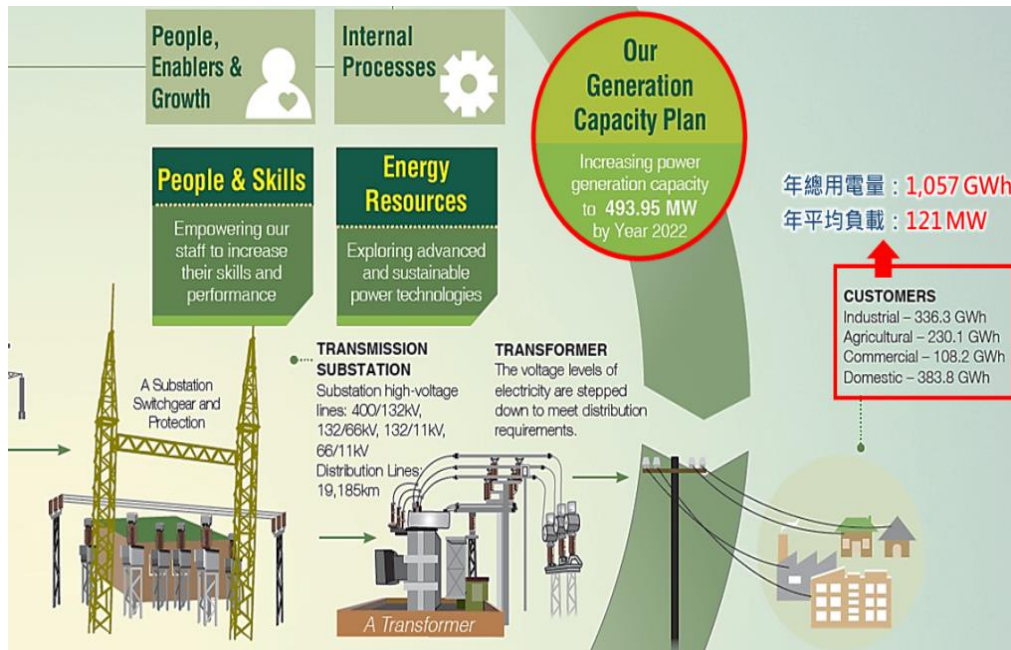 People,
Enablers &
Growth
Internal
Processes
Our
Generation
Capacity Plan
Increasing power
generation capacity
to 493.95 MW
by Year 2022
People & Skills
Empowering our
staff to increase
their skills and
performance
Energy
Resources
Exploring advanced
and sustainable
power technologies
年總用電量：1,057 GWh
年平均負載：121 MW
CUSTOMERS
Industrial – 336.3 GWh
Agricultural – 230.1 GWh
Commercial – 108.2 GWh
Domestic – 383.8 GWh
A Substation
Switchgear and
Protection
TRANSMISSION
SUBSTATION
Substation high-voltage
lines: 400/132kV,
132/66kV, 132/11kV,
66/11kV
Distribution Lines:
19,185km
TRANSFORMER
The voltage levels of
electricity are stepped
down to meet distribution
requirements.
A Transformer